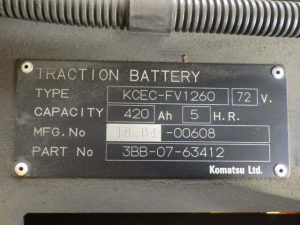 TRACTION BATTERY
TYPE KCEC-FV1260 72 V.
CAPACITY 420 Ah 5 H.R.
MFG.No 18.04 -00608
PART No 3BB-07-63412
Komatsu Ltd.